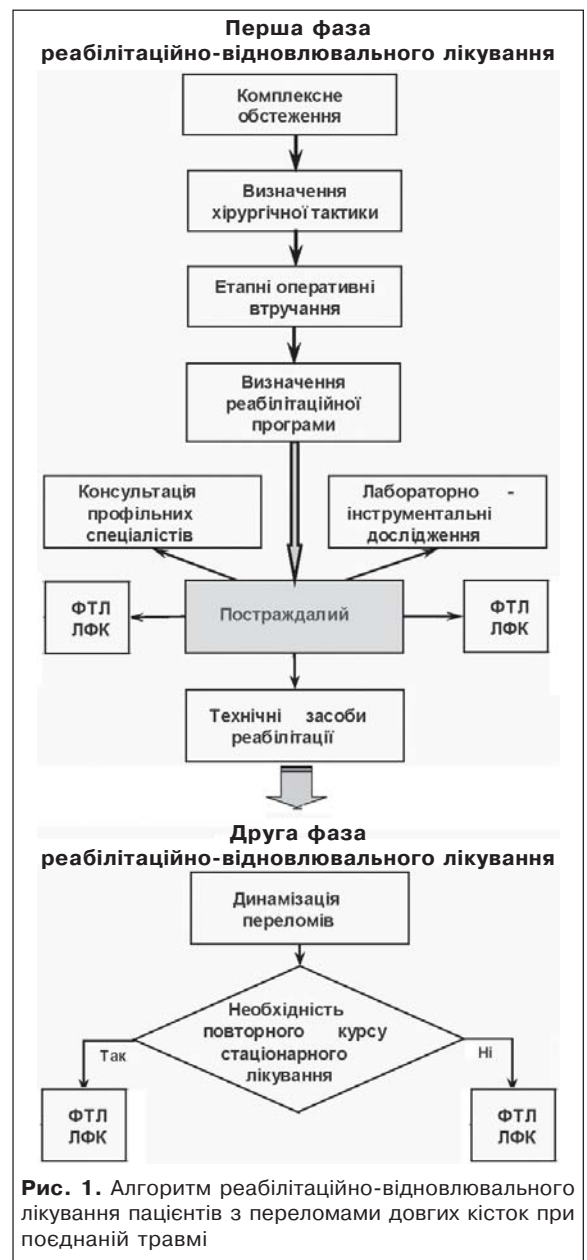 Перша фаза
реабілітаційно-відновлювального лікування
Комплексне
обстеження
Визначення
хірургічної тактики
Етапні оперативні
втручання
Визначення
реабілітаційної
програми
Консультація
профільних
спеціалістів
Лабораторно -
інструментальні
дослідження
ФТЛ
ЛФК
Постраждалий
ФТЛ
ЛФК
Технічні засоби
реабілітації
Друга фаза
реабілітаційно-відновлювального лікування
Динамізація
переломів
Необхідність
повторного курсу
стаціонарного
лікування
Так
Ні
ФТЛ
ЛФК
ФТЛ
ЛФК
Рис. 1. Алгоритм реабілітаційно-відновлювального
лікування пацієнтів з переломами довгих кісток при
поєднаній травмі